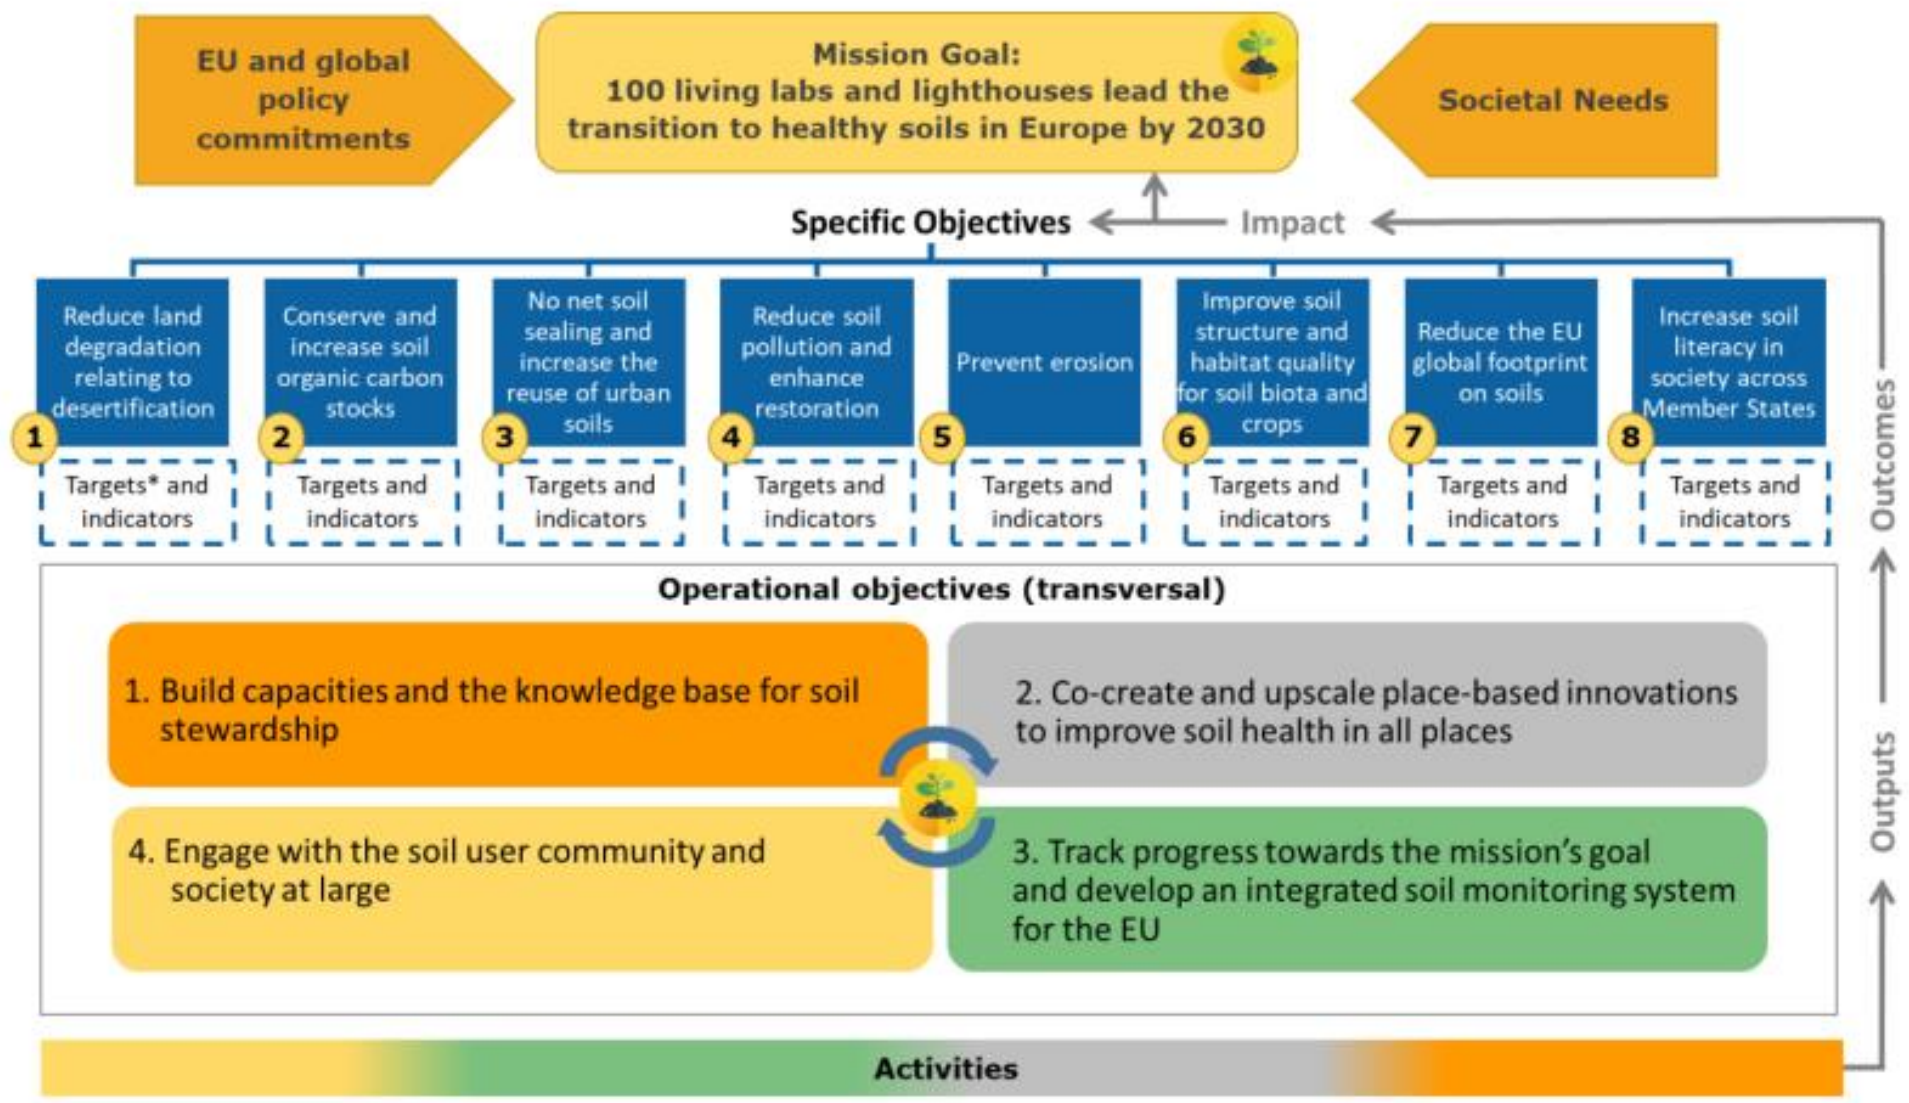 EU and global
policy
commitments
Mission Goal:
100 living labs and lighthouses lead the
transition to healthy soils in Europe by 2030
Societal Needs
Specific Objectives
Impact
Reduce land
degradation
relating to
desertification
1
Targets* and
indicators
Conserve and
increase soil
organic carbon
stocks
2
Targets and
indicators
No net soil
sealing and
increase the
reuse of urban
soils
3
Targets and
indicators
Reduce soil
pollution and
enhance
restoration
4
Targets and
indicators
Prevent erosion
5
Targets and
indicators
Improve soil
structure and
habitat quality
for soil biota and
crops
6
Targets and
indicators
Reduce the EU
global footprint
on soils
7
Targets and
indicators
Increase soil
literacy in
society across
Member States
8
Targets and
indicators
Outcomes
Operational objectives (transversal)
1. Build capacities and the knowledge base for soil
stewardship
2. Co-create and upscale place-based innovations
to improve soil health in all places
4. Engage with the soil user community and
society at large
3. Track progress towards the mission's goal
and develop an integrated soil monitoring system
for the EU
Outputs
Activities